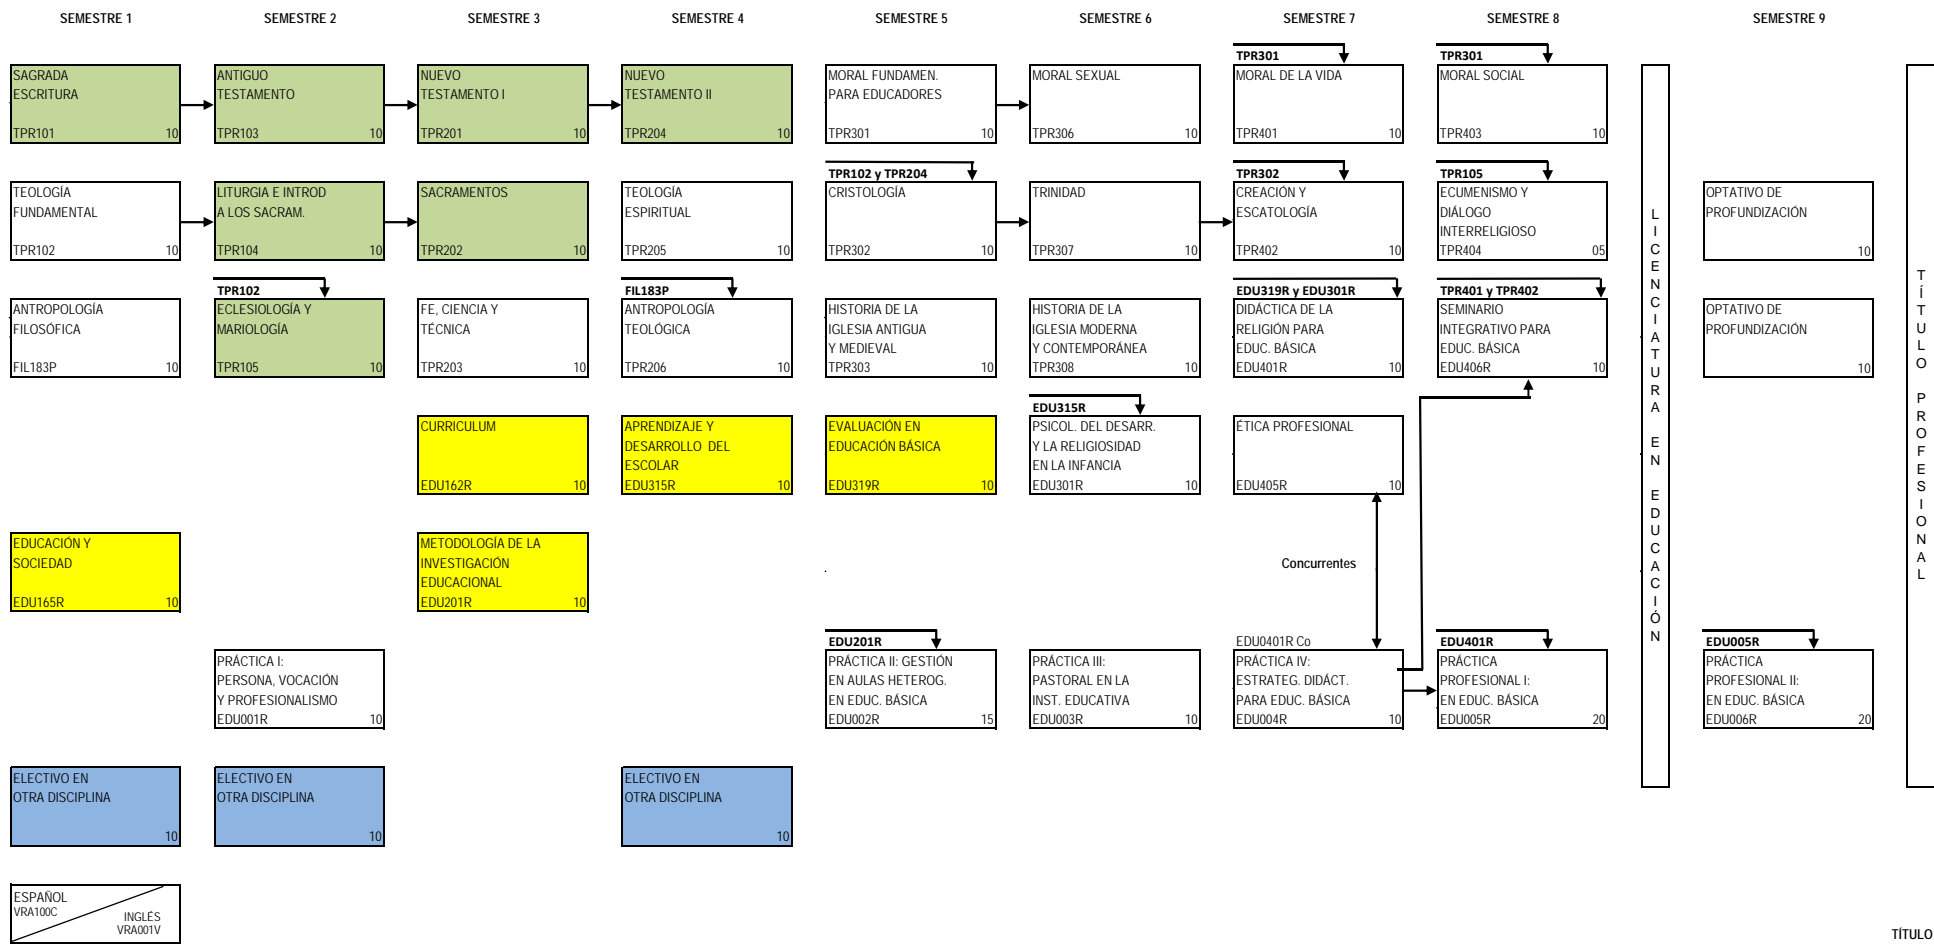 SEMESTRE 1
SEMESTRE 2
SEMESTRE 3
SEMESTRE 4
SEMESTRE 5
SEMESTRE 6
SEMESTRE 7
SEMESTRE 8
SEMESTRE 9
SAGRADA
ESCRITURA
TPR101 10
ANTIGUO
TESTAMENTO
TPR103 10
NUEVO
TESTAMENTO I
TPR201 10
NUEVO
TESTAMENTO II
TPR204 10
MORAL FUNDAMEN.
PARA EDUCADORES
TPR301 10
MORAL SEXUAL
TPR306 10
TPR301
MORAL DE LA VIDA
TPR401 10
TPR301
MORAL SOCIAL
TPR403 10
TEOLOGÍA
FUNDAMENTAL
TPR102 10
LITURGIA E INTROD
A LOS SACRAM.
TPR104 10
SACRAMENTOS
TPR202 10
TEOLOGÍA
ESPIRITUAL
TPR205 10
TPR102 y TPR204
CRISTOLOGÍA
TPR302 10
TRINIDAD
TPR307 10
TPR302
CREACIÓN Y
ESCATOLOGÍA
TPR402 10
TPR105
ECUMENISMO Y
DIÁLOGO
INTERRELIGIOSO
TPR404 05
OPTATIVO DE
PROFUNDIZACIÓN
10
ANTROPOLOGÍA
FILOSÓFICA
FIL183P 10
TPR102
ECLESIOLOGÍA Y
MARIOLOGÍA
TPR105 10
FE, CIENCIA Y
TÉCNICA
TPR203 10
FIL183P
ANTROPOLOGÍA
TEOLÓGICA
TPR206 10
HISTORIA DE LA
IGLESIA ANTIGUA
Y MEDIEVAL
TPR303 10
HISTORIA DE LA
IGLESIA MODERNA
Y CONTEMPORÁNEA
TPR308 10
EDU319R y EDU301R
DIDÁCTICA DE LA
RELIGIÓN PARA
EDUC. BÁSICA
EDU401R 10
TPR401 y TPR402
SEMINARIO
INTEGRATIVO PARA
EDUC. BÁSICA
EDU406R 10
OPTATIVO DE
PROFUNDIZACIÓN
10
CURRICULUM
EDU162R 10
APRENDIZAJE Y
DESARROLLO DEL
ESCOLAR
EDU315R 10
EVALUACIÓN EN
EDUCACIÓN BÁSICA
EDU319R 10
EDU315R
PSICOL. DEL DESARR.
Y LA RELIGIOSIDAD
EN LA INFANCIA
EDU301R 10
ÉTICA PROFESIONAL
EDU405R 10
EDUCACIÓN Y
SOCIEDAD
EDU165R 10
METODOLOGÍA DE LA
INVESTIGACIÓN
EDUCACIONAL
EDU201R 10
Concurrentes
PRÁCTICA I:
PERSONA, VOCACIÓN
Y PROFESIONALISMO
EDU001R 10
EDU201R
PRÁCTICA II: GESTIÓN
EN AULAS HETEROG.
EN EDUC. BÁSICA
EDU002R 15
PRÁCTICA III:
PASTORAL EN LA
INST. EDUCATIVA
EDU003R 10
EDU0401R Co
PRÁCTICA IV:
ESTRATEG. DIDÁCT.
PARA EDUC. BÁSICA
EDU004R 10
EDU401R
PRÁCTICA
PROFESIONAL I:
EN EDUC. BÁSICA
EDU005R 20
EDU005R
PRÁCTICA
PROFESIONAL II:
EN EDUC. BÁSICA
EDU006R 20
ELECTIVO EN
OTRA DISCIPLINA
10
ELECTIVO EN
OTRA DISCIPLINA
10
ELECTIVO EN
OTRA DISCIPLINA
10
ESPAÑOL
VRA100C
INGLÉS
VRA001V
LICENCIATURA EN EDUCACIÓN
TÍTULO PROFESIONAL
TÍTULO